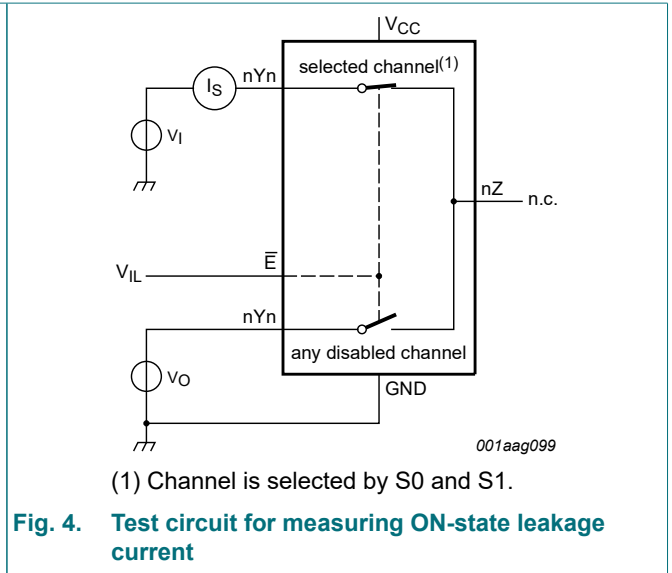 VCC
selected channel(1)
nYn
IS
VI
nZ
n.c.
E
VIL
nYn
any disabled channel
VO
GND
001aag099
(1) Channel is selected by S0 and S1.
Fig. 4. Test circuit for measuring ON-state leakage
current